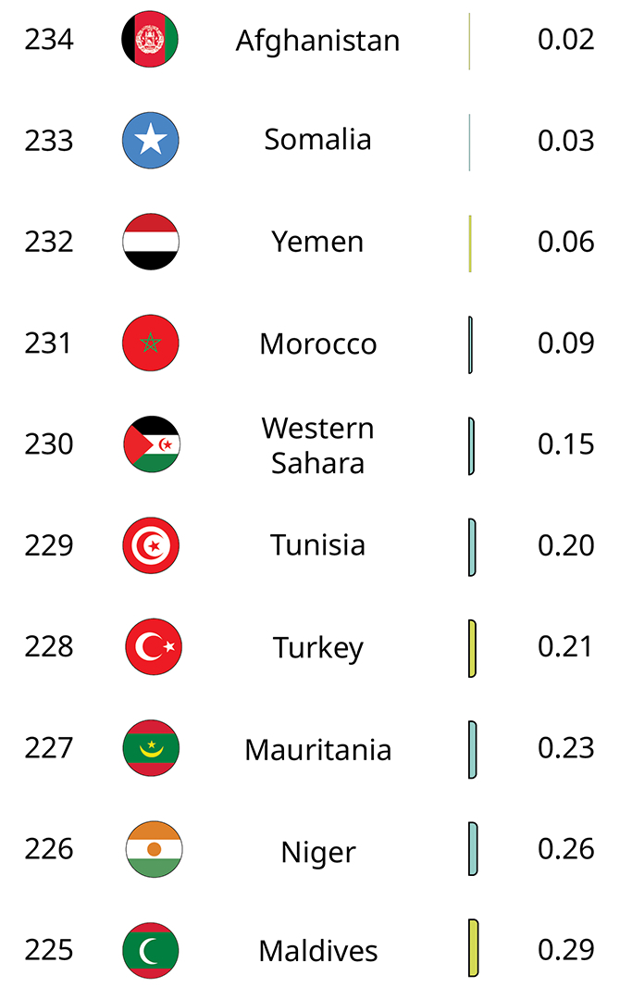 234 Afghanistan 0.02
233 Somalia 0.03
232 Yemen 0.06
231 Morocco 0.09
230 Western Sahara 0.15
229 Tunisia 0.20
228 Turkey 0.21
227 Mauritania 0.23
226 Niger 0.26
225 Maldives 0.29